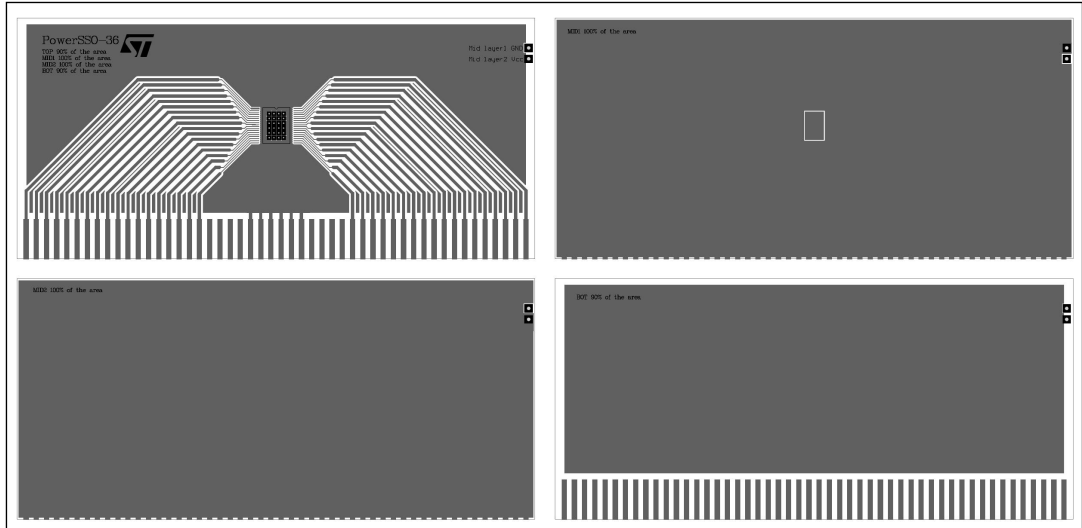 PowerSSO-36
TOP 90% of the area
MID1 100% of the area
MID2 100% of the area
BOT 90% of the area
Mid layer1 GND
Mid layer2 Vcc
MID1 100% of the area
MID2 100% of the area
BOT 90% of the area